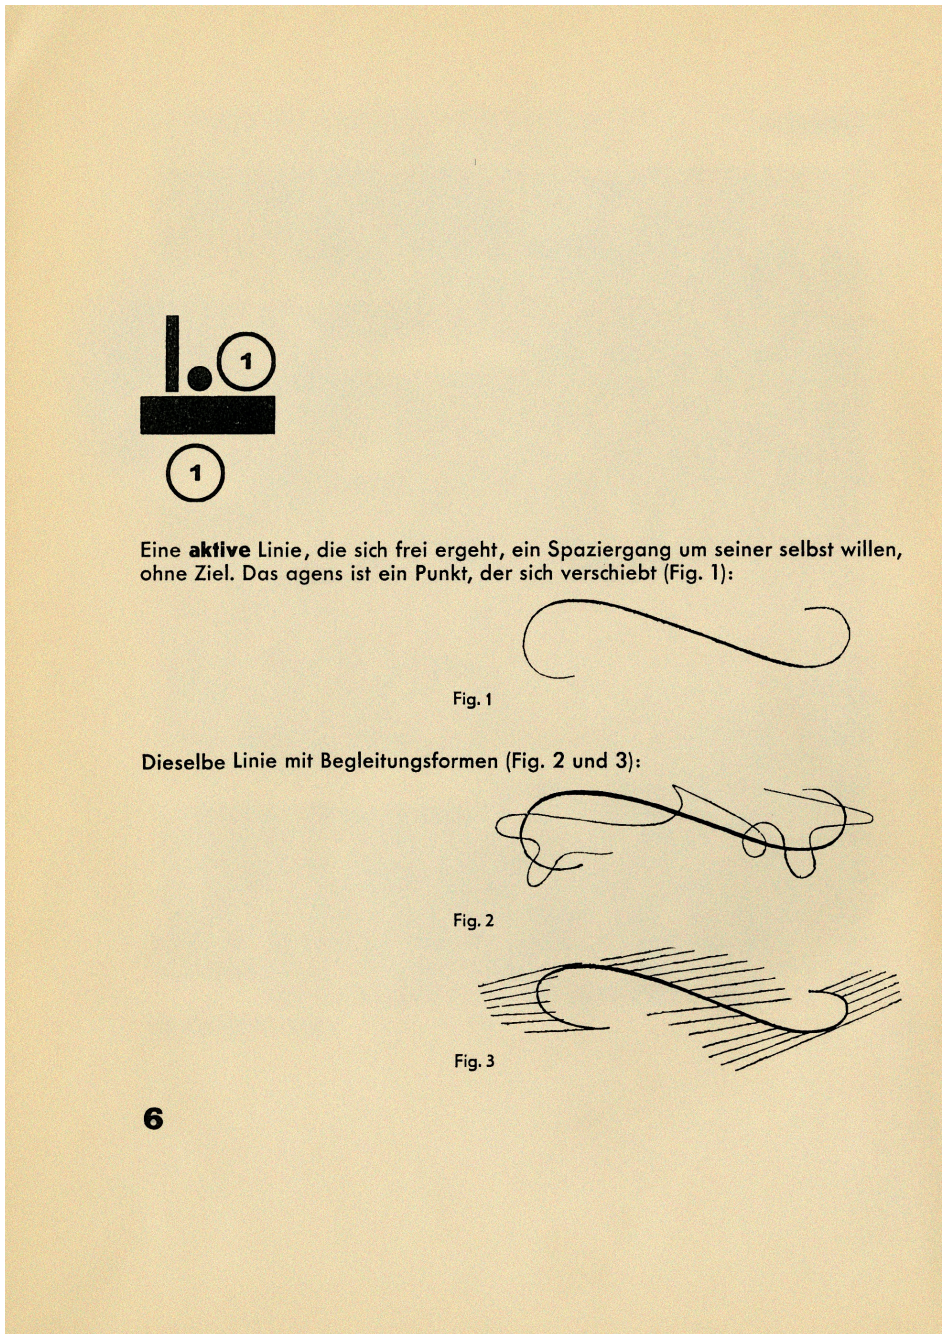 I. 1
1
Eine aktive Linie, die sich frei ergeht, ein Spaziergang um seiner selbst willen,
ohne Ziel. Das agens ist ein Punkt, der sich verschiebt (Fig. 1):
Fig. 1
Dieselbe Linie mit Begleitungsformen (Fig. 2 und 3):
Fig. 2
Fig. 3
6